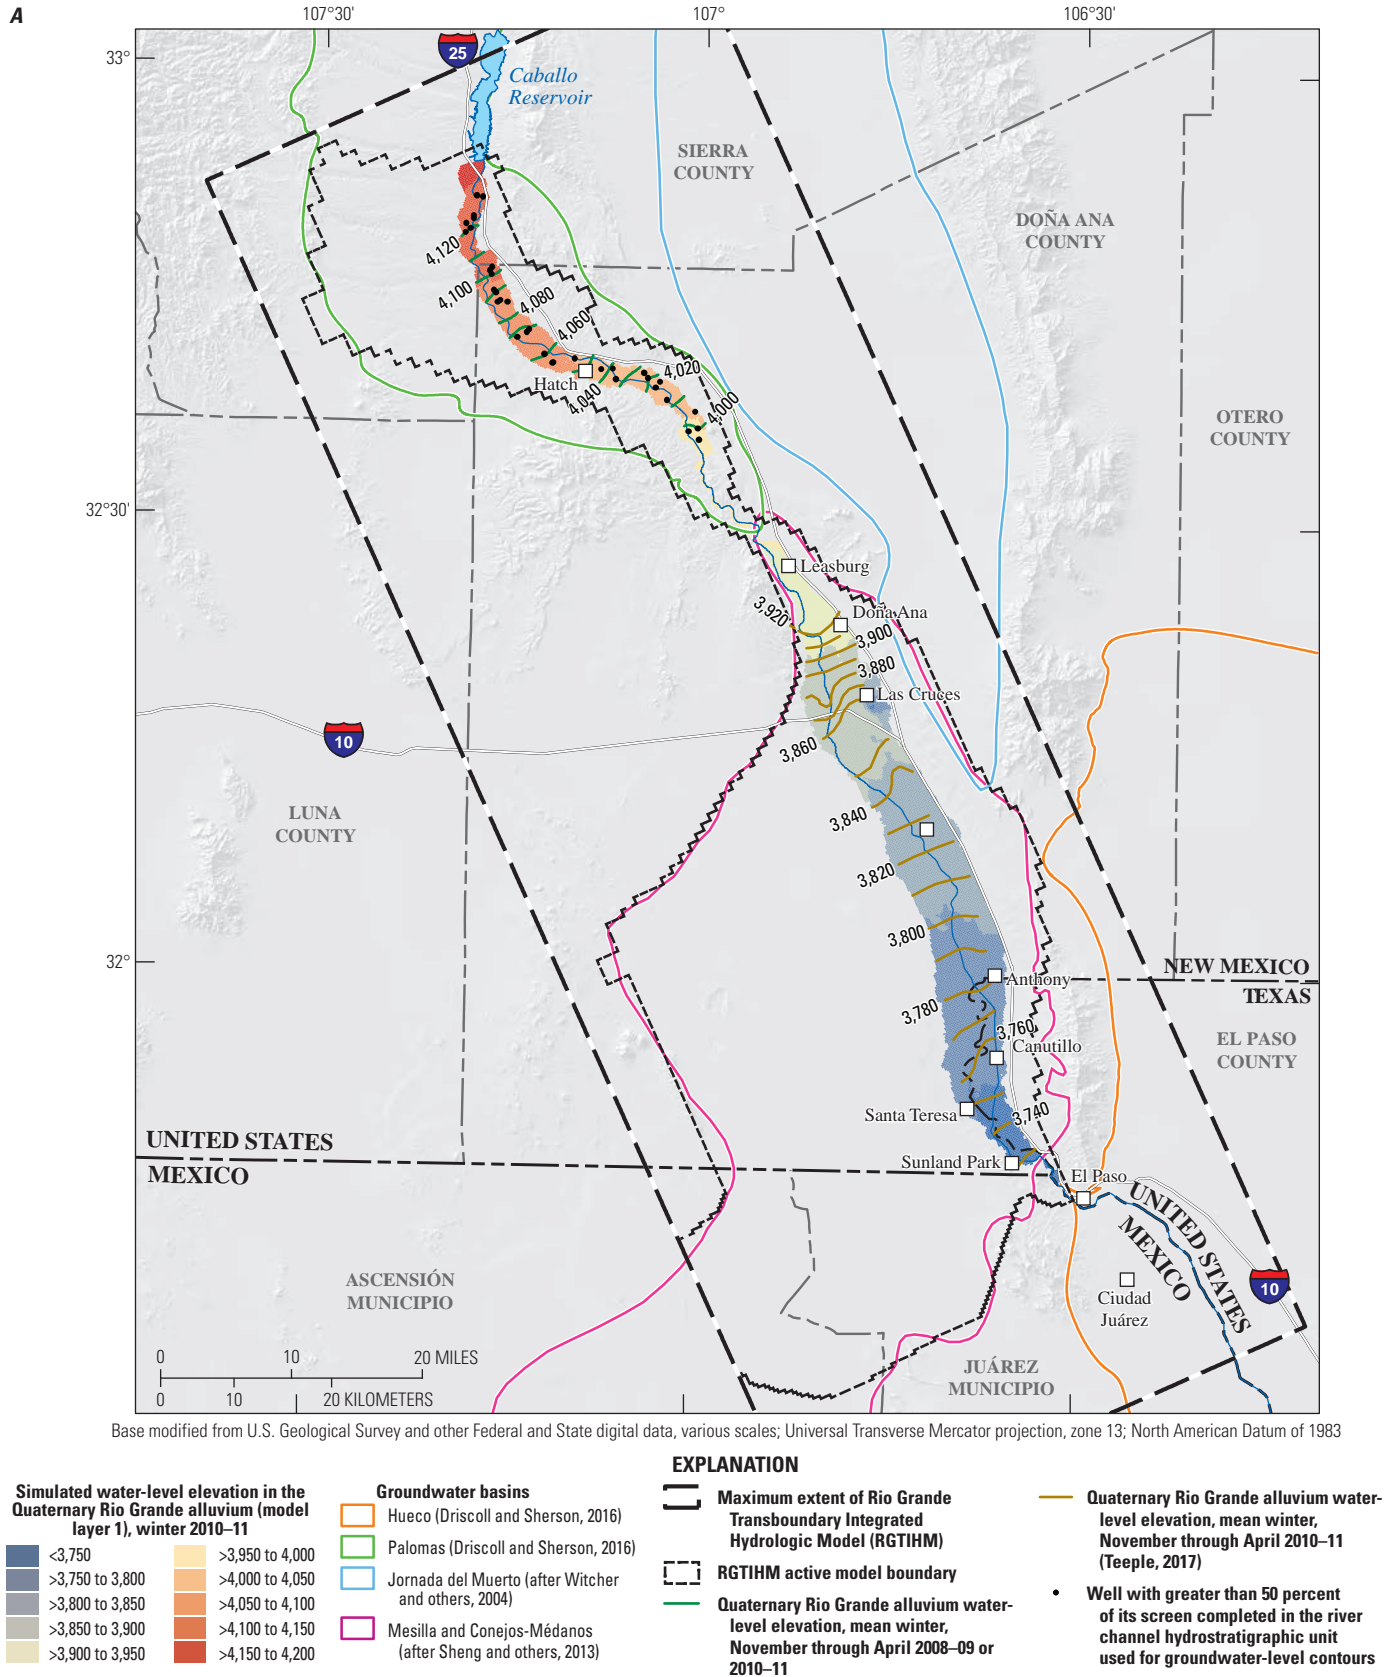 A
107°30'
107°
106°30'
33°
25
Caballo
Reservoir
SIERRA
COUNTY
DOÑA ANA
COUNTY
4,120
4,100
4,080
4,060
4,020
Hatch
4,040
4,000
OTERO
COUNTY
32°30'
Leasburg
3,920
Doña Ana
3,900
3,880
Las Cruces
10
3,860
LUNA
COUNTY
3,840
3,820
3,800
32°
NEW MEXICO
Anthony
TEXAS
3,780
3,760
Canutillo
EL PASO
COUNTY
Santa Teresa
3,740
UNITED STATES
MEXICO
Sunland Park
El Paso
UNITED STATES
MEXICO
ASCENSIÓN
MUNICIPIO
Ciudad
Juárez
10
0 10 20 MILES
0 10 20 KILOMETERS
JUÁREZ
MUNICIPIO
Base modified from U.S. Geological Survey and other Federal and State digital data, various scales; Universal Transverse Mercator projection, zone 13; North American Datum of 1983
EXPLANATION
Simulated water-level elevation in the
Quaternary Rio Grande alluvium (model
layer 1), winter 2010–11
<3,750
>3,750 to 3,800
>3,800 to 3,850
>3,850 to 3,900
>3,900 to 3,950
>3,950 to 4,000
>4,000 to 4,050
>4,050 to 4,100
>4,100 to 4,150
>4,150 to 4,200
Groundwater basins
Hueco (Driscoll and Sherson, 2016)
Palomas (Driscoll and Sherson, 2016)
Jornada del Muerto (after Witcher
and others, 2004)
Mesilla and Conejos-Médanos
(after Sheng and others, 2013)
Maximum extent of Rio Grande
Transboundary Integrated
Hydrologic Model (RGTIHM)
RGTIHM active model boundary
Quaternary Rio Grande alluvium water-
level elevation, mean winter,
November through April 2008–09 or
2010–11
Quaternary Rio Grande alluvium water-
level elevation, mean winter,
November through April 2010–11
(Teeple, 2017)
Well with greater than 50 percent
of its screen completed in the river
channel hydrostratigraphic unit
used for groundwater-level contours